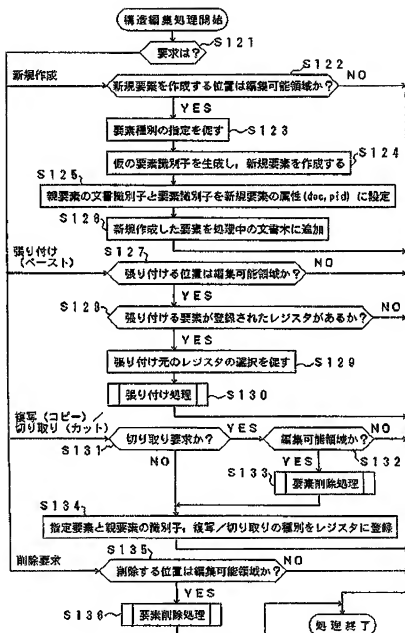 構造編集処理開始
S121
要求は？
新規作成
S122
新規要素を作成する位置は編集可能領域か？
NO
YES
要素種別の指定を促す
S123
仮の要素識別子を生成し，新規要素を作成する
S124
S125
親要素の文書識別子と要素識別子を新規要素の属性(doc,pid)に設定
S126
新規作成した要素を処理中の文書木に追加
張り付け
(ペースト)
S127
張り付ける位置は編集可能領域か？
NO
YES
S128
張り付ける要素が登録されたレジスタがあるか？
NO
YES
張り付け元のレジスタの選択を促す
S129
張り付け処理
S130
複写(コピー)／
切り取り(カット)
S131
切り取り要求か？
YES
編集可能領域か？
NO
S132
NO
YES
S133
要素削除処理
S134
指定要素と親要素の識別子，複写/切り取りの種別をレジスタに登録
S135
削除要求
削除する位置は編集可能領域か？
NO
YES
S136
要素削除処理
処理終了